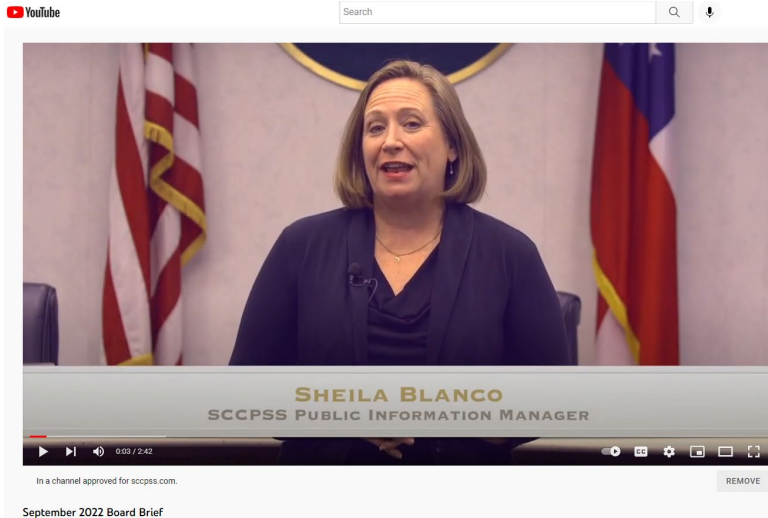 YouTube
Search
SHEILA BLANCO
SCCPSS PUBLIC INFORMATION MANAGER
0:03 / 2:42
CC
In a channel approved for sccpss.com.
REMOVE
September 2022 Board Brief